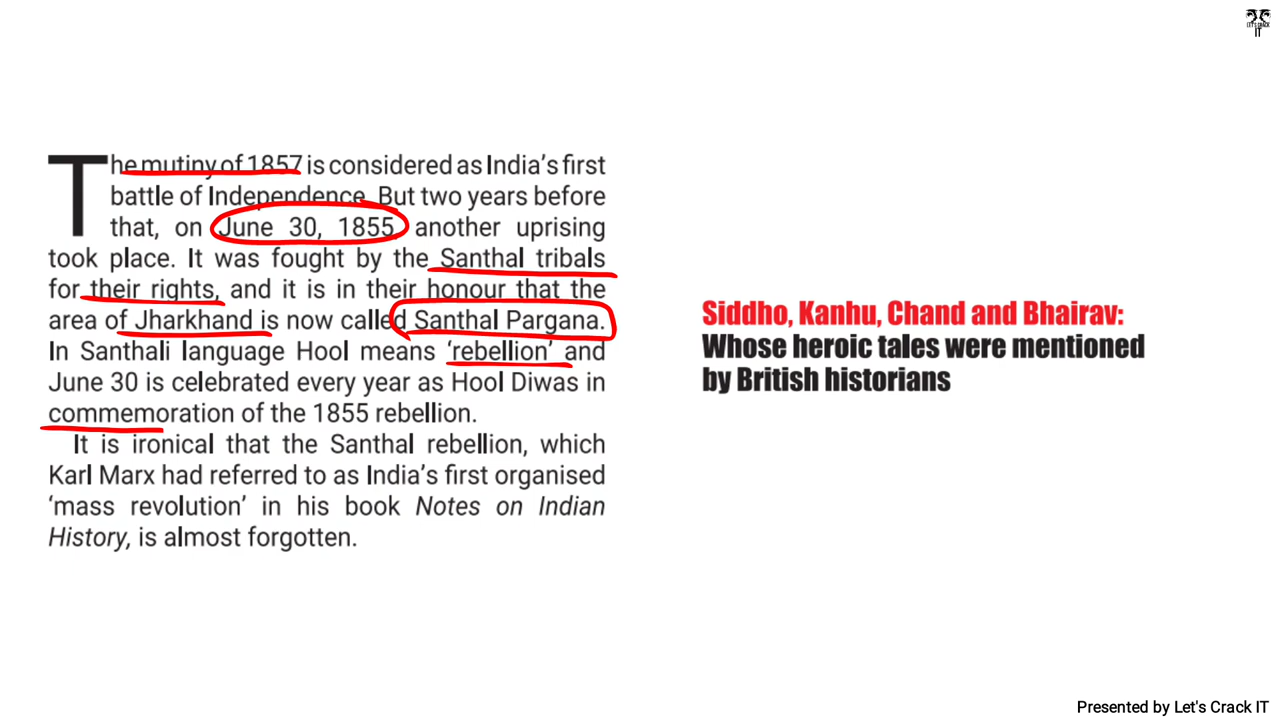 LET'S CRACK
IT
The mutiny of 1857 is considered as India's first
battle of Independence. But two years before
that, on June 30, 1855 another uprising
took place. It was fought by the Santhal tribals
for their rights, and it is in their honour that the
area of Jharkhand is now called Santhal Pargana.
In Santhali language Hool means 'rebellion' and
June 30 is celebrated every year as Hool Diwas in
commemoration of the 1855 rebellion.
It is ironical that the Santhal rebellion, which
Karl Marx had referred to as India's first organised
'mass revolution' in his book Notes on Indian
History, is almost forgotten.
Siddho, Kanhu, Chand and Bhairav:
Whose heroic tales were mentioned
by British historians
Presented by Let's Crack IT